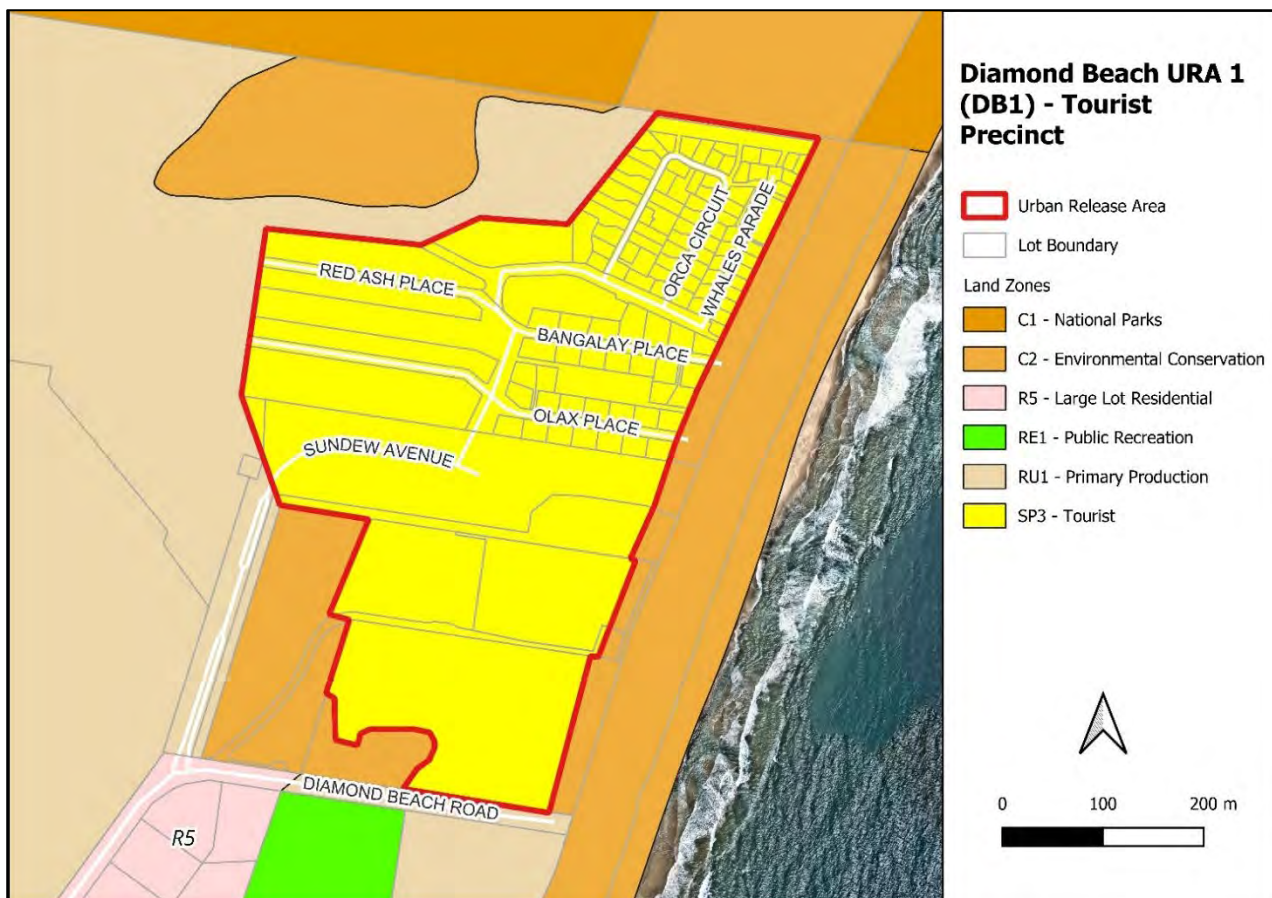 Diamond Beach URA 1
(DB1) - Tourist
Precinct
Urban Release Area
Lot Boundary
Land Zones
C1 - National Parks
C2 - Environmental Conservation
R5 - Large Lot Residential
RE1 - Public Recreation
RU1 - Primary Production
SP3 - Tourist
0 100 200 m
ORCA CIRCUIT
WHALES PARADE
RED ASH PLACE
BANGALAY PLACE
OLAX PLACE
SUNDEW AVENUE
DIAMOND BEACH ROAD
R5